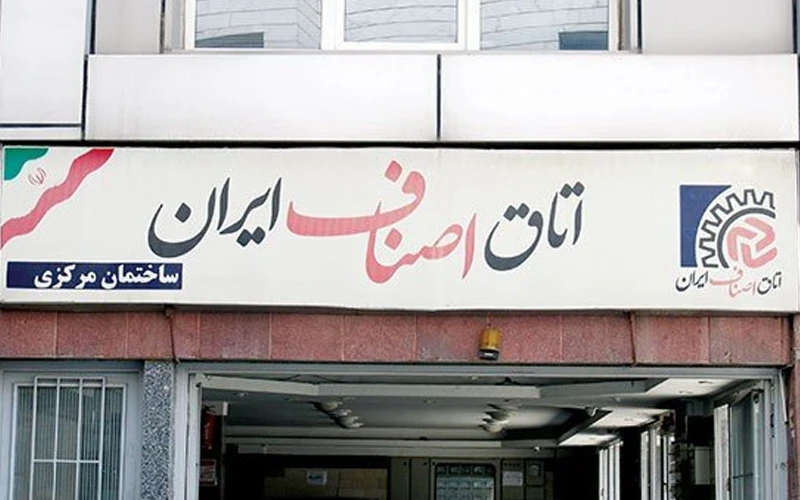 اتاق اصناف ایران
ساختمان مرکزی
اتاق اصناف ایران